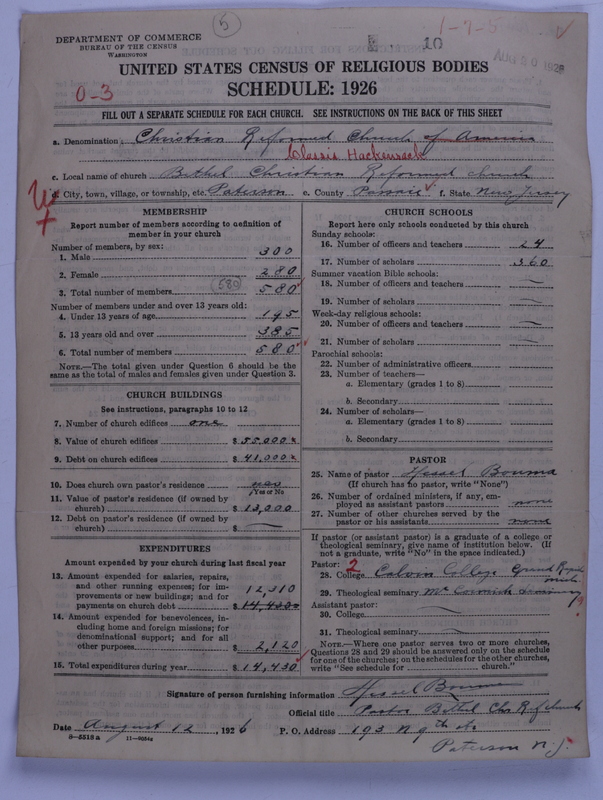 5
1-7-5
DEPARTMENT OF COMMERCE
BUREAU OF THE CENSUS
WASHINGTON
10
AUG 20 1926
UNITED STATES CENSUS OF RELIGIOUS BODIES
SCHEDULE: 1926
0-3
FILL OUT A SEPARATE SCHEDULE FOR EACH CHURCH. SEE INSTRUCTIONS ON THE BACK OF THIS SHEET
a. Denomination: Christian Reformed Church of America
Classis Hackensack
c. Local name of church Bethel Christian Reformed Church
d. City, town, village, or township, etc. Paterson e. County Passaic f. State New Jersey
MEMBERSHIP
Report number of members according to definition of member in your church
Number of members, by sex:
1. Male 300
2. Female 280
3. Total number of members (580) 580
Number of members under and over 13 years old:
4. Under 13 years of age 195
5. 13 years old and over 385
6. Total number of members 580
NOTE.—The total given under Question 6 should be the same as the total of males and females given under Question 3.
CHURCH BUILDINGS
See instructions, paragraphs 10 to 12
7. Number of church edifices one
8. Value of church edifices $ 55,000
9. Debt on church edifices $ 41,000
10. Does church own pastor's residence yes
(Yes or No)
11. Value of pastor's residence (if owned by church) $ 13,000
12. Debt on pastor's residence (if owned by church) $ —
EXPENDITURES
Amount expended by your church during last fiscal year
13. Amount expended for salaries, repairs, and other running expenses; for improvements or new buildings; and for payments on church debt 12,310
$ 14,430
14. Amount expended for benevolences, including home and foreign missions; for denominational support; and for all other purposes $ 2,120
15. Total expenditures during year $ 14,430
CHURCH SCHOOLS
Report here only schools conducted by this church
Sunday schools:
16. Number of officers and teachers 24
17. Number of scholars 360
Summer vacation Bible schools:
18. Number of officers and teachers —
19. Number of scholars —
Week-day religious schools:
20. Number of officers and teachers —
21. Number of scholars —
Parochial schools:
22. Number of administrative officers
23. Number of teachers—
a. Elementary (grades 1 to 8)
b. Secondary
24. Number of scholars—
a. Elementary (grades 1 to 8)
b. Secondary
PASTOR
25. Name of pastor Hessel Bouma
(If church has no pastor, write "None")
26. Number of ordained ministers, if any, employed as assistant pastors none
27. Number of other churches served by the pastor or his assistants none
If pastor (or assistant pastor) is a graduate of a college or theological seminary, give name of institution below. (If not a graduate, write "No" in the space indicated.)
Pastor: 2
28. College Calvin College Grand Rapids Mich.
29. Theological seminary McCormick Seminary
Assistant pastor:
30. College —
31. Theological seminary —
NOTE.—Where one pastor serves two or more churches, Questions 28 and 29 should be answered only on the schedule for one of the churches; on the schedules for the other churches, write "See schedule for church."
Signature of person furnishing information Hessel Bouma
Official title Pastor Bethel Chr Ref church
Date August 12, 1926 P. O. Address 193 N 9th St
8—5519 a
Paterson N.J.